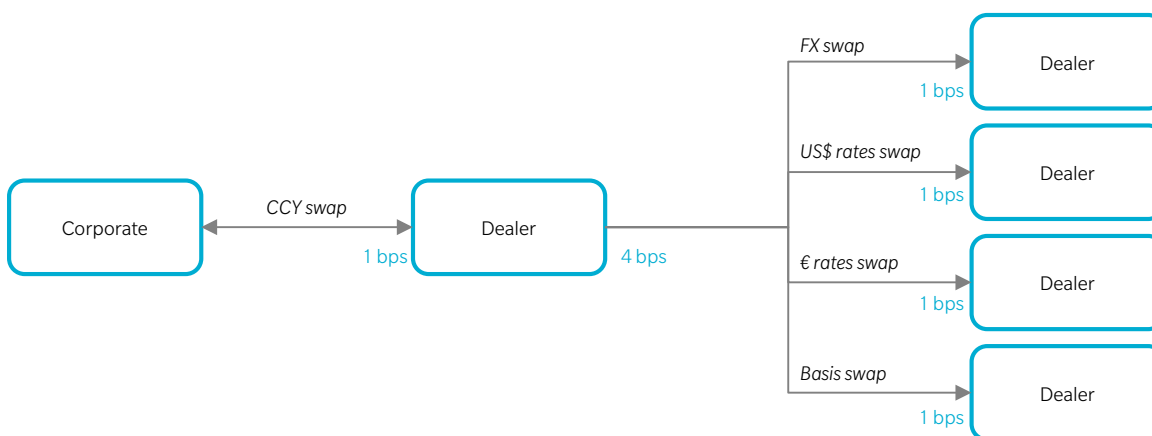 FX swap
Dealer
1 bps
US$ rates swap
Dealer
1 bps
Corporate
CCY swap
1 bps
Dealer
4 bps
€ rates swap
Dealer
1 bps
Basis swap
Dealer
1 bps